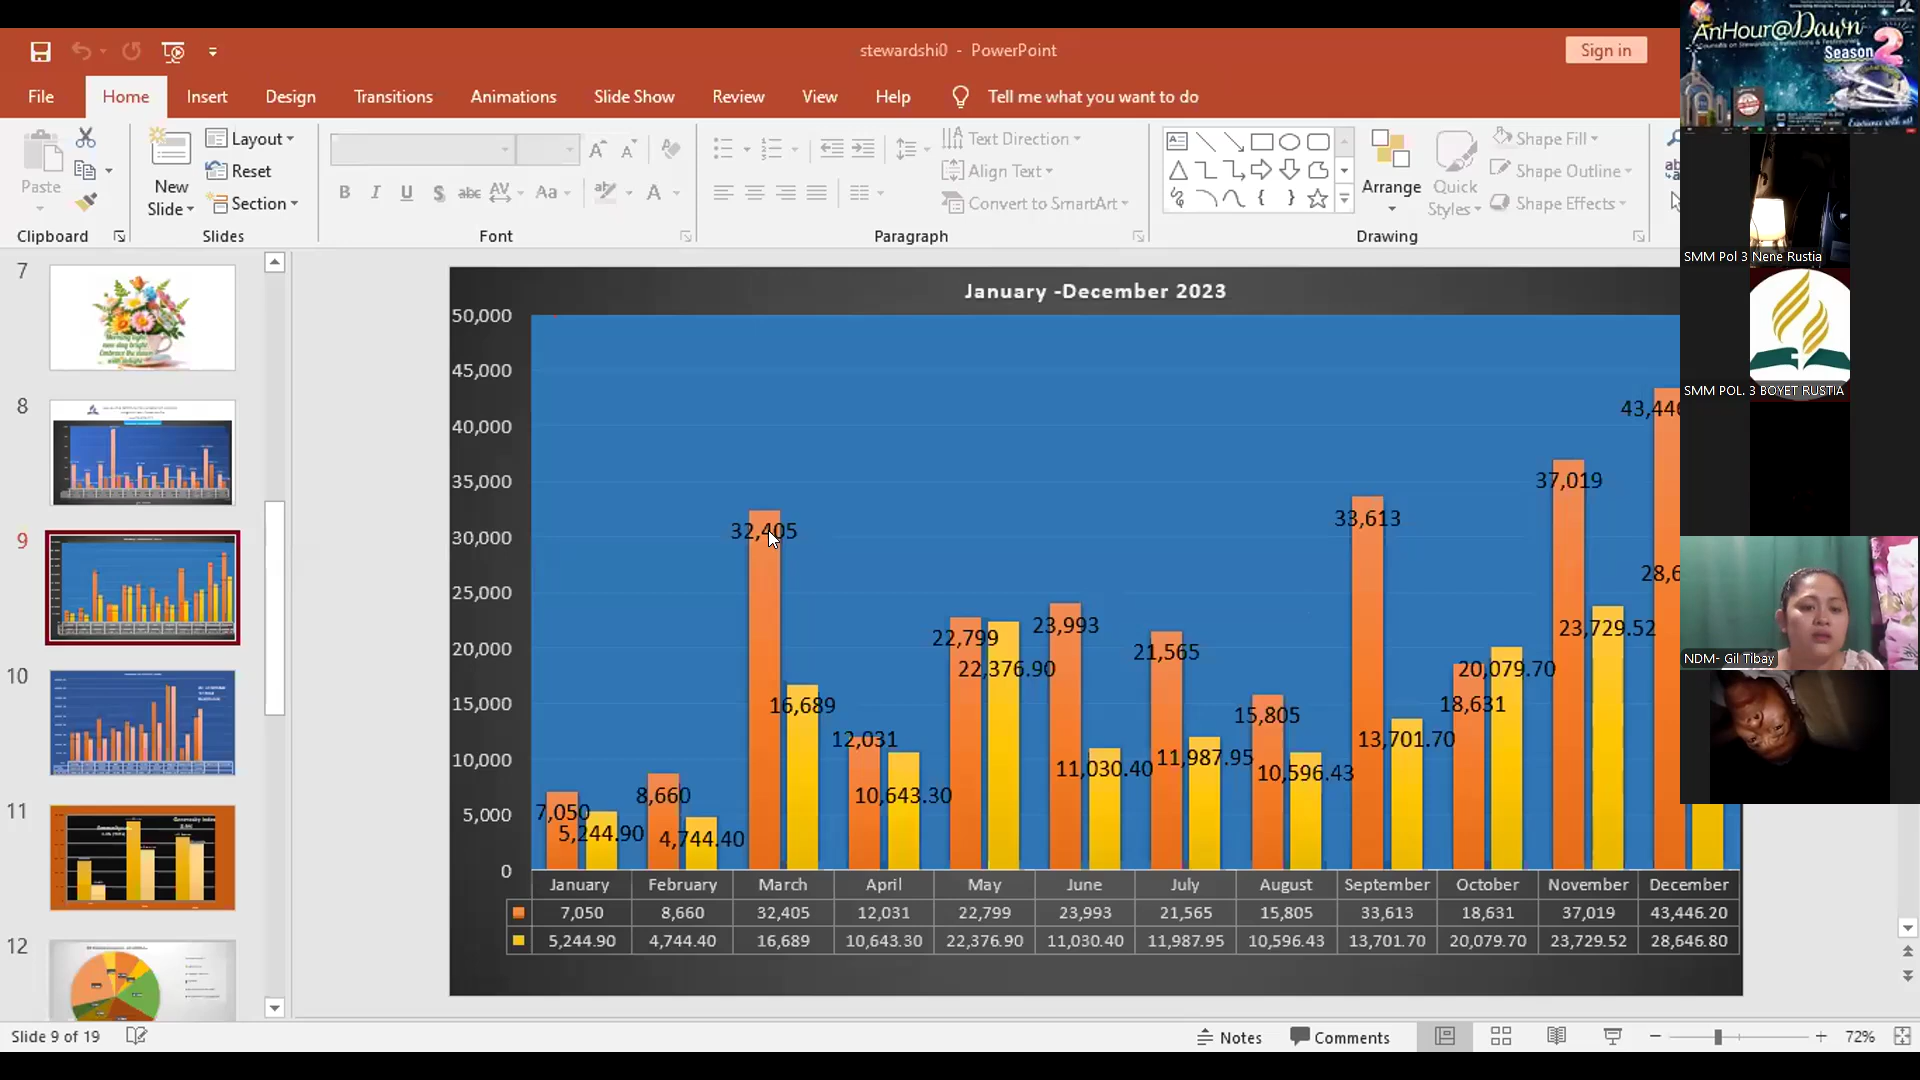 stewardshi0 - PowerPoint
Sign in
File Home Insert Design Transitions Animations Slide Show Review View Help Tell me what you want to do
Paste
Clipboard
New Slide
Layout
Reset
Section
Slides
Font
Text Direction
Align Text
Convert to SmartArt
Paragraph
Arrange
Quick Styles
Shape Fill
Shape Outline
Shape Effects
Drawing
AnHour@Dawn
Season 2
SMM Pol 3 Nene Rustia
SMM POL. 3 BOYET RUSTIA
NDM- Gil Tibay
7
8
9
10
11
12
January -December 2023
50,000
45,000
40,000
35,000
30,000
25,000
20,000
15,000
10,000
5,000
0
7,050
5,244.90
8,660
4,744.40
32,405
16,689
12,031
10,643.30
22,799
22,376.90
23,993
11,030.40
21,565
11,987.95
15,805
10,596.43
33,613
13,701.70
18,631
20,079.70
37,019
23,729.52
43,446
28,6
January February March April May June July August September October November December
7,050 8,660 32,405 12,031 22,799 23,993 21,565 15,805 33,613 18,631 37,019 43,446.20
5,244.90 4,744.40 16,689 10,643.30 22,376.90 11,030.40 11,987.95 10,596.43 13,701.70 20,079.70 23,729.52 28,646.80
Slide 9 of 19
Notes
Comments
72%